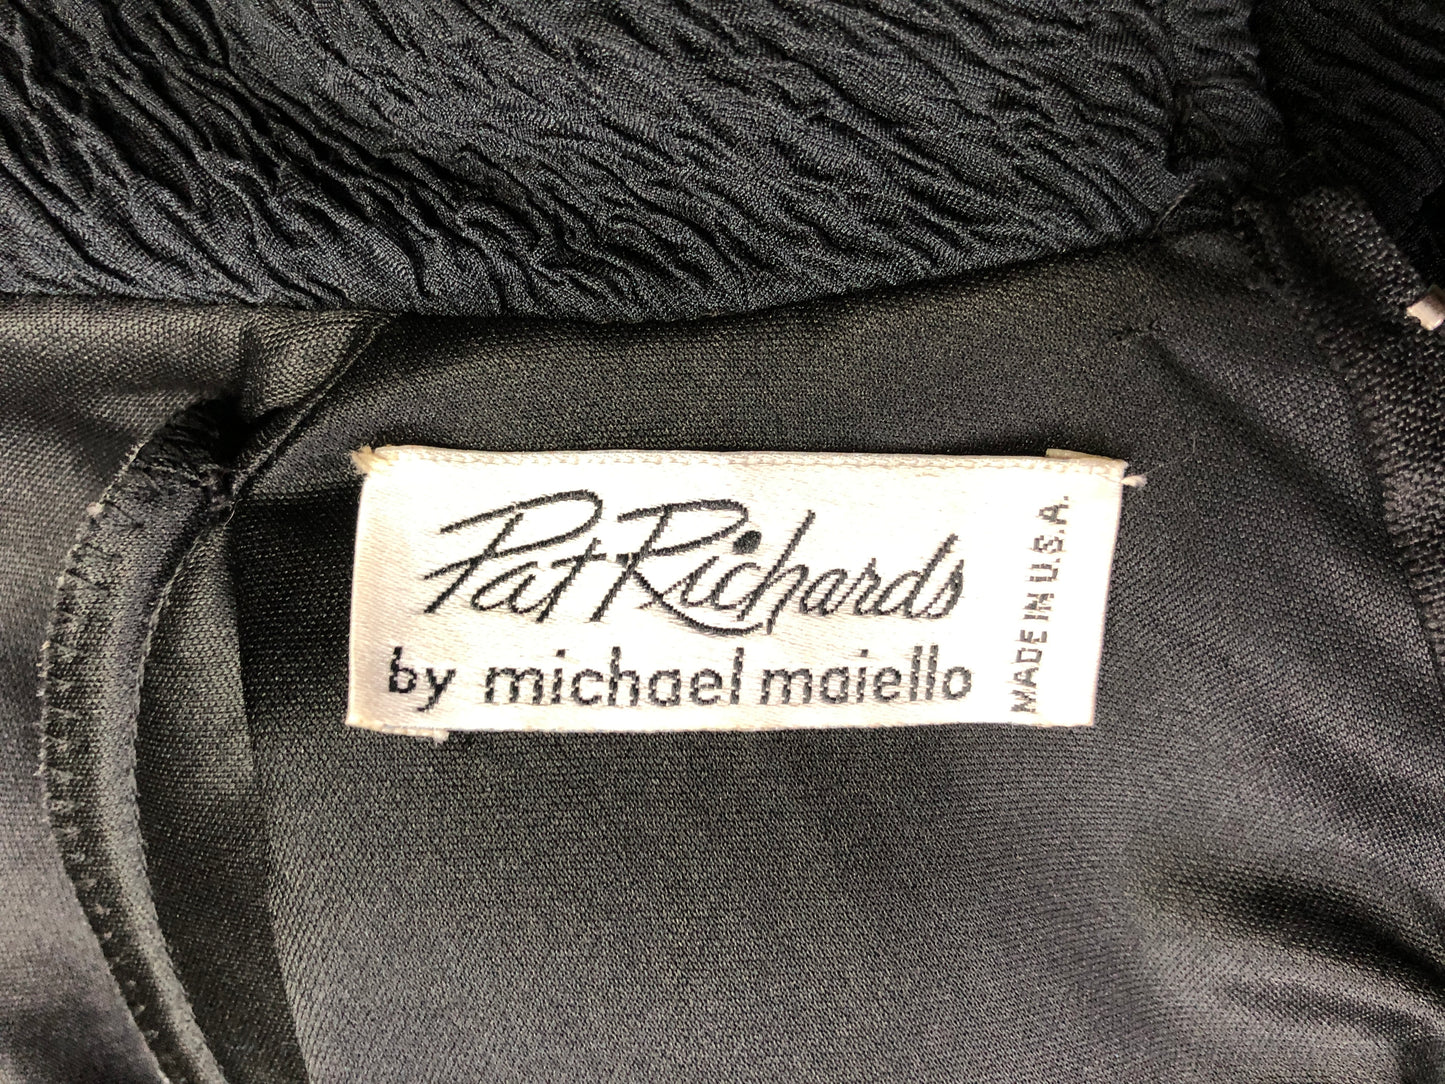 Pat Richards
by michael maiello
MADE IN U.S.A.